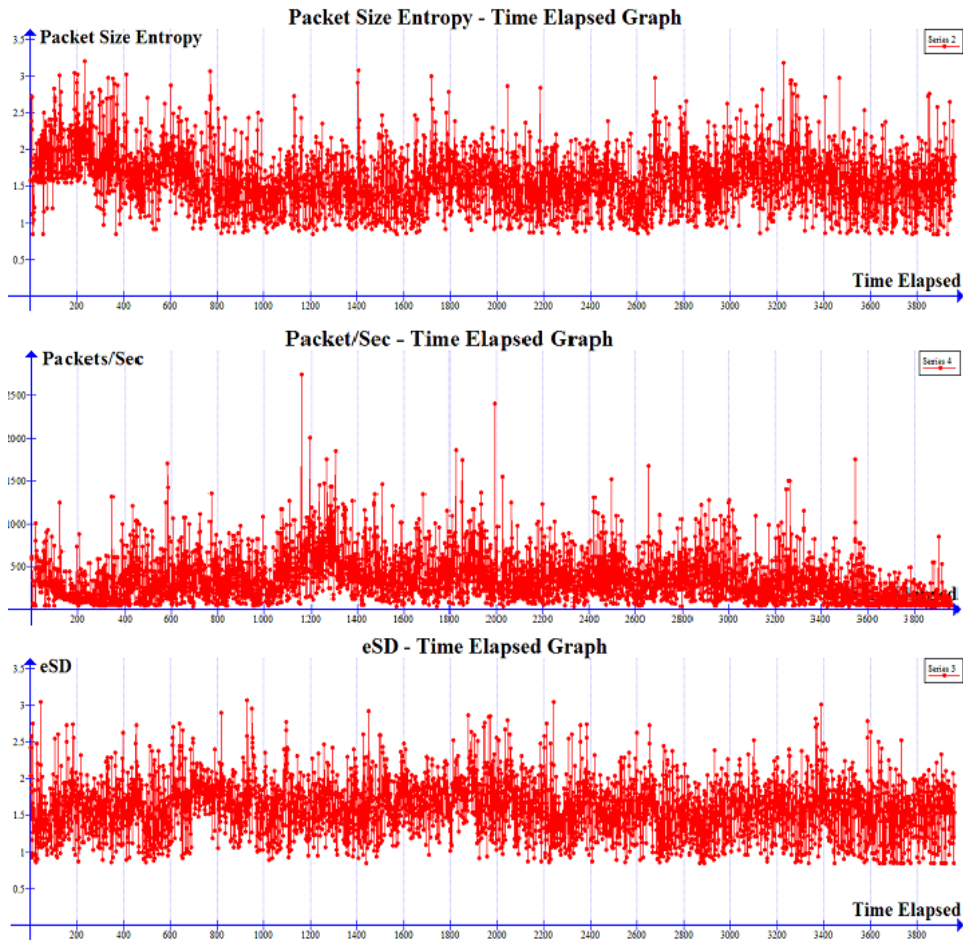 Packet Size Entropy - Time Elapsed Graph
Packet Size Entropy
Series 2
3.5
3
2.5
2
1.5
1
0.5
Time Elapsed
200 400 600 800 1000 1200 1400 1600 1800 2000 2200 2400 2600 2800 3000 3200 3400 3600 3800
Packet/Sec - Time Elapsed Graph
Packets/Sec
Series 4
2500
2000
1500
1000
500
200 400 600 800 1000 1200 1400 1600 1800 2000 2200 2400 2600 2800 3000 3200 3400 3600 3800
eSD - Time Elapsed Graph
eSD
Series 3
3.5
3
2.5
2
1.5
1
0.5
Time Elapsed
200 400 600 800 1000 1200 1400 1600 1800 2000 2200 2400 2600 2800 3000 3200 3400 3600 3800